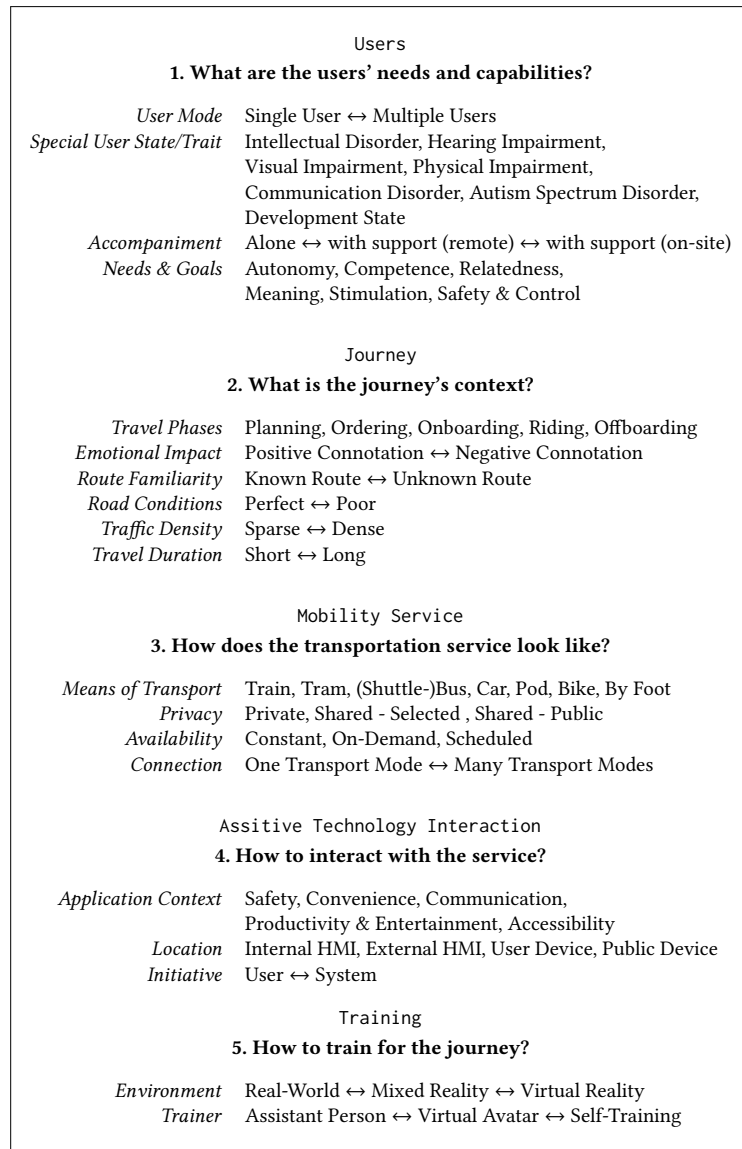 Users
1. What are the users' needs and capabilities?
User Mode Single User ↔ Multiple Users
Special User State/Trait Intellectual Disorder, Hearing Impairment,
Visual Impairment, Physical Impairment,
Communication Disorder, Autism Spectrum Disorder,
Development State
Accompaniment Alone ↔ with support (remote) ↔ with support (on-site)
Needs & Goals Autonomy, Competence, Relatedness,
Meaning, Stimulation, Safety & Control
Journey
2. What is the journey's context?
Travel Phases Planning, Ordering, Onboarding, Riding, Offboarding
Emotional Impact Positive Connotation ↔ Negative Connotation
Route Familiarity Known Route ↔ Unknown Route
Road Conditions Perfect ↔ Poor
Traffic Density Sparse ↔ Dense
Travel Duration Short ↔ Long
Mobility Service
3. How does the transportation service look like?
Means of Transport Train, Tram, (Shuttle-)Bus, Car, Pod, Bike, By Foot
Privacy Private, Shared - Selected , Shared - Public
Availability Constant, On-Demand, Scheduled
Connection One Transport Mode ↔ Many Transport Modes
Assitive Technology Interaction
4. How to interact with the service?
Application Context Safety, Convenience, Communication,
Productivity & Entertainment, Accessibility
Location Internal HMI, External HMI, User Device, Public Device
Initiative User ↔ System
Training
5. How to train for the journey?
Environment Real-World ↔ Mixed Reality ↔ Virtual Reality
Trainer Assistant Person ↔ Virtual Avatar ↔ Self-Training